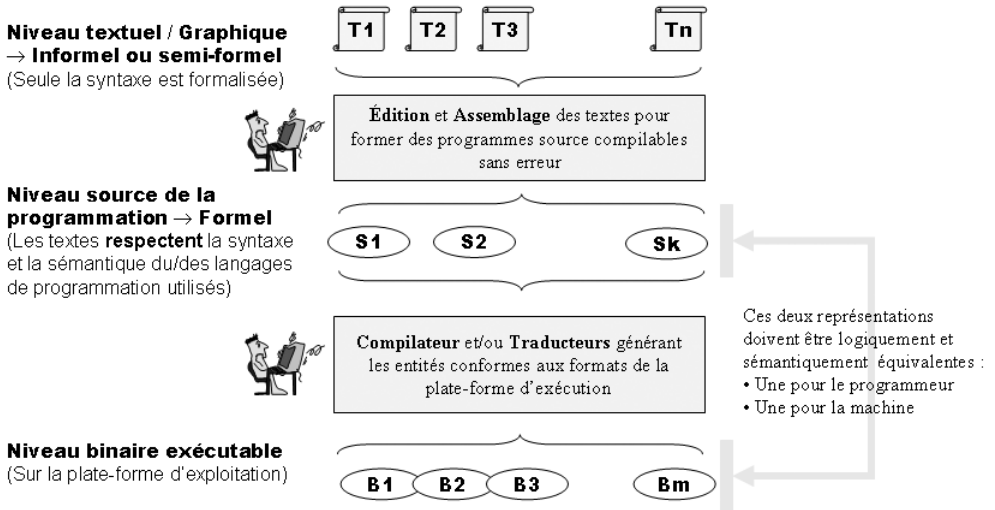 Niveau textuel / Graphique
→ Informel ou semi-formel
(Seule la syntaxe est formalisée)
T1 T2 T3 Tn
Édition et Assemblage des textes pour
former des programmes source compilables
sans erreur
Niveau source de la
programmation → Formel
(Les textes respectent la syntaxe
et la sémantique du/des langages
de programmation utilisés)
S1 S2 Sk
Compilateur et/ou Traducteurs générant
les entités conformes aux formats de la
plate-forme d'exécution
Ces deux représentations
doivent être logiquement et
sémantiquement équivalentes :
• Une pour le programmeur
• Une pour la machine
Niveau binaire exécutable
(Sur la plate-forme d'exploitation)
B1 B2 B3 Bm